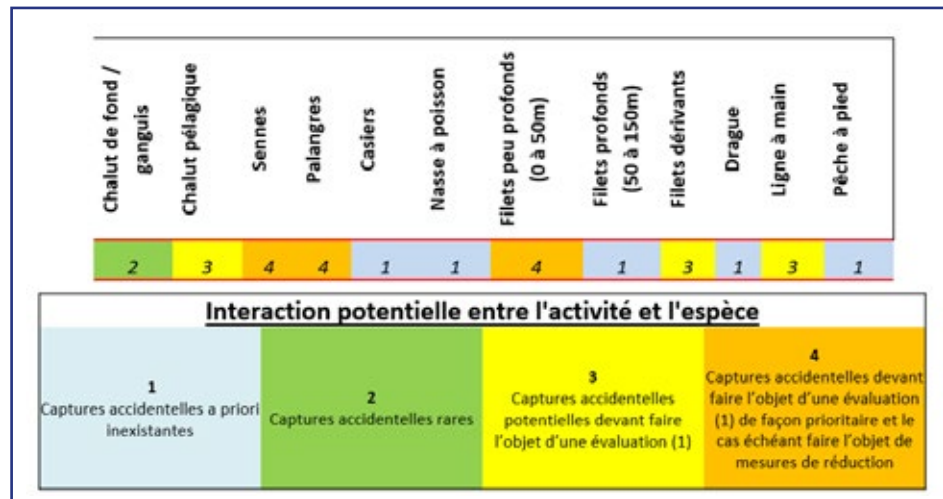 Chalut de fond /
ganguis
Chalut pélagique
Sennes
Palangres
Casiers
Nasse à poisson
Filets peu profonds
(0 à 50m)
Filets profonds
(50 à 150m)
Filets dérivants
Drague
Ligne à main
Pêche à pied
2 3 4 4 1 1 4 1 3 1 3 1
Interaction potentielle entre l'activité et l'espèce
1
Captures accidentelles a priori
inexistantes
2
Captures accidentelles rares
3
Captures accidentelles
potentielles devant faire
l'objet d'une évaluation (1)
4
Captures accidentelles devant
faire l'objet d'une évaluation
(1) de façon prioritaire et le
cas échéant faire l'objet de
mesures de réduction